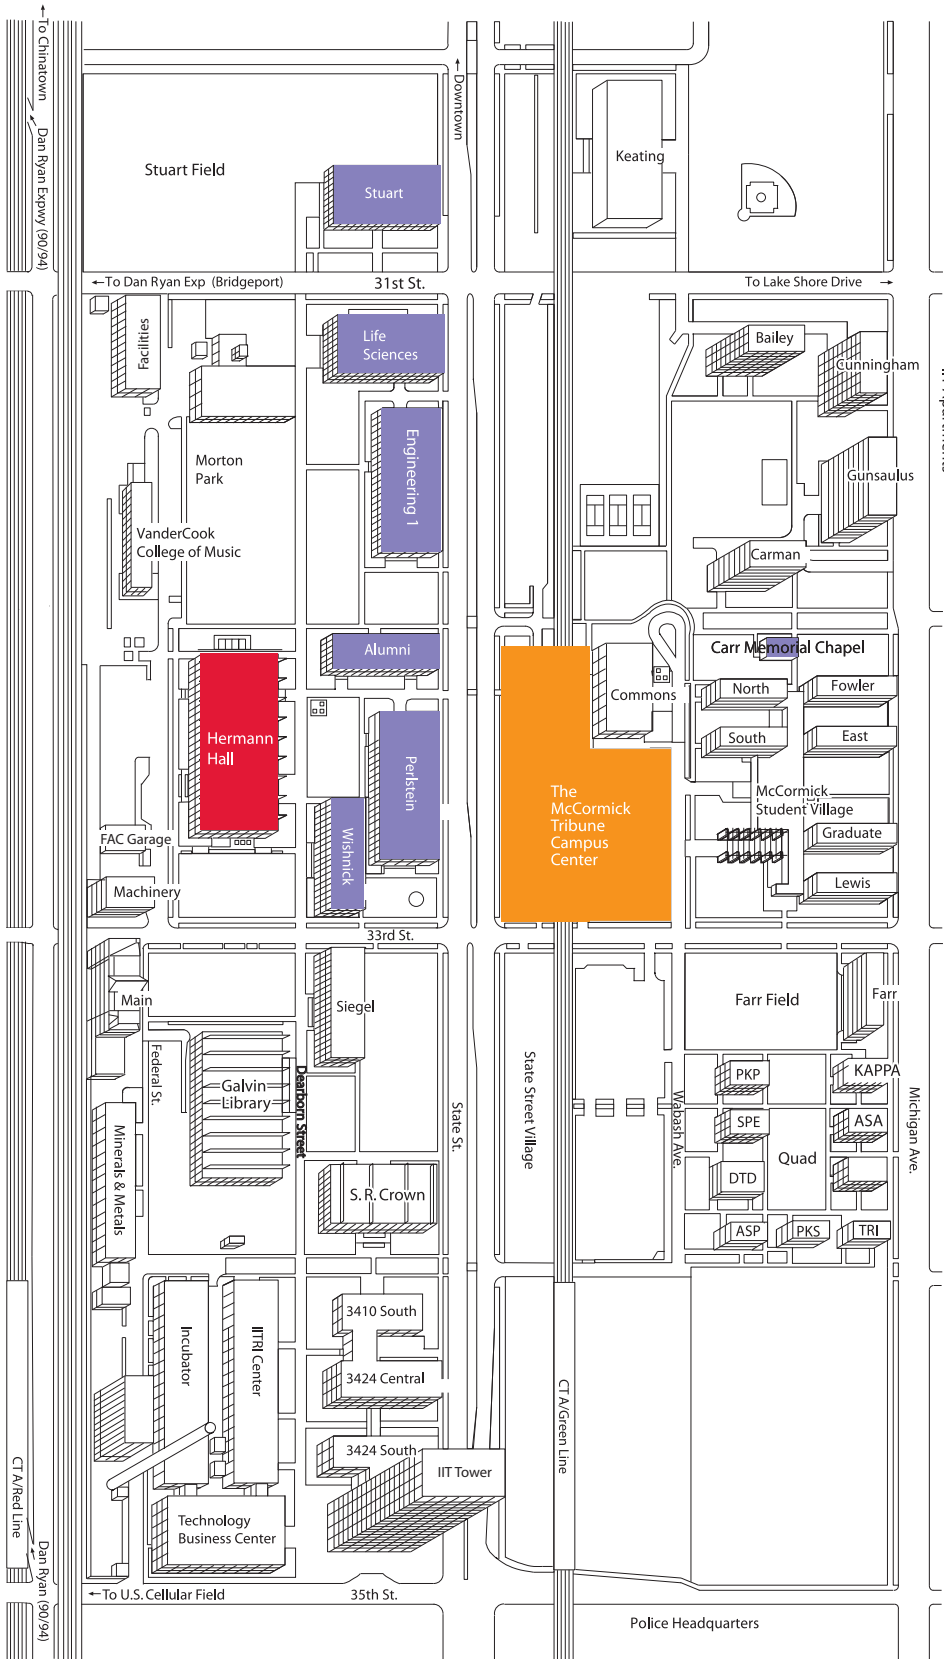 To Chinatown
Dan Ryan Expwy (90/94)
Downtown
Stuart Field
Stuart
Keating
To Dan Ryan Exp (Bridgeport)
31st St.
To Lake Shore Drive
Facilities
Life
Sciences
Bailey
Cunningham
Engineering 1
Morton
Park
Gunsaulus
VanderCook
College of Music
Carman
Alumni
Carr Memorial Chapel
Commons
North
Fowler
Hermann
Hall
South
East
Perlstein
The
McCormick
Tribune
Campus
Center
McCormick
Student Village
FAC Garage
Wishnick
Graduate
Machinery
Lewis
33rd St.
Main
Siegel
Farr Field
Farr
Federal St.
Galvin
Library
Dearborn Street
State St.
State Street Village
Wabash Ave.
PKP
KAPPA
Michigan Ave.
Minerals & Metals
SPE
ASA
Quad
S. R. Crown
DTD
ASP
PKS
TRI
3410 South
Incubator
IITRI Center
3424 Central
CT A/Green Line
3424 South
IIT Tower
CT A/Red Line
Technology
Business Center
Dan Ryan (90/94)
To U.S. Cellular Field
35th St.
Police Headquarters